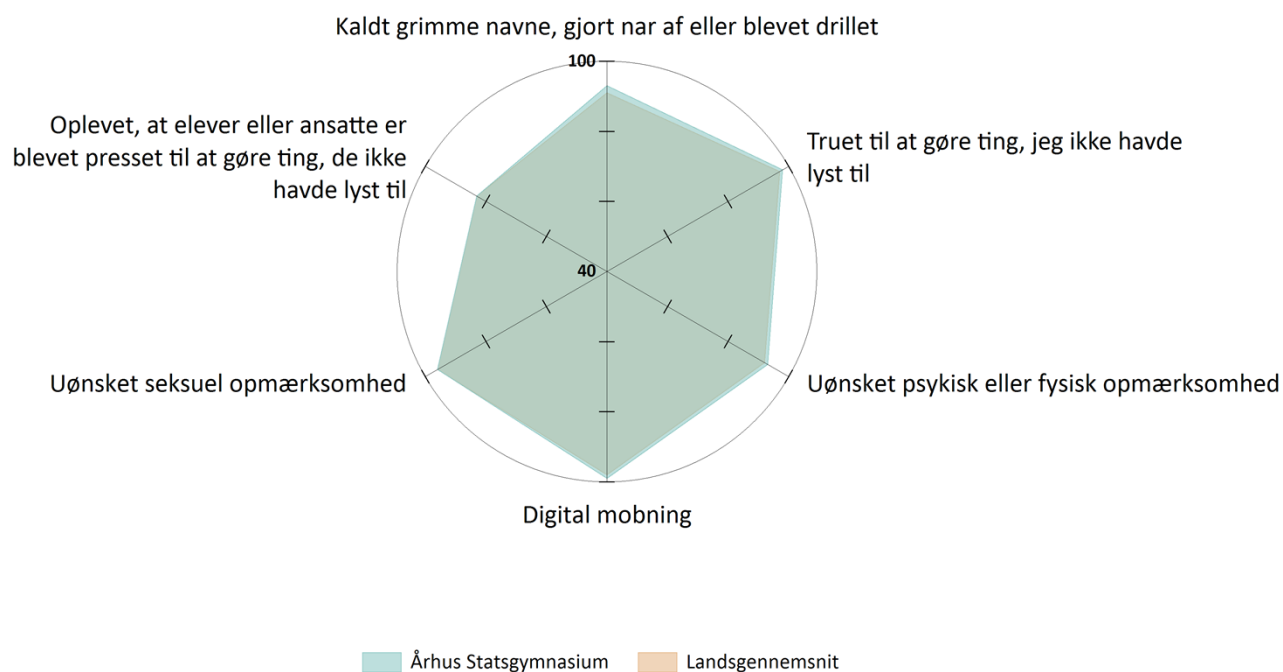 Kaldt grimme navne, gjort nar af eller blevet drillet
100
Oplevet, at elever eller ansatte er
blevet presset til at gøre ting, de ikke
havde lyst til
Truet til at gøre ting, jeg ikke havde
lyst til
40
Uønsket seksuel opmærksomhed
Uønsket psykisk eller fysisk opmærksomhed
Digital mobning
Århus Statsgymnasium
Landsgennemsnit